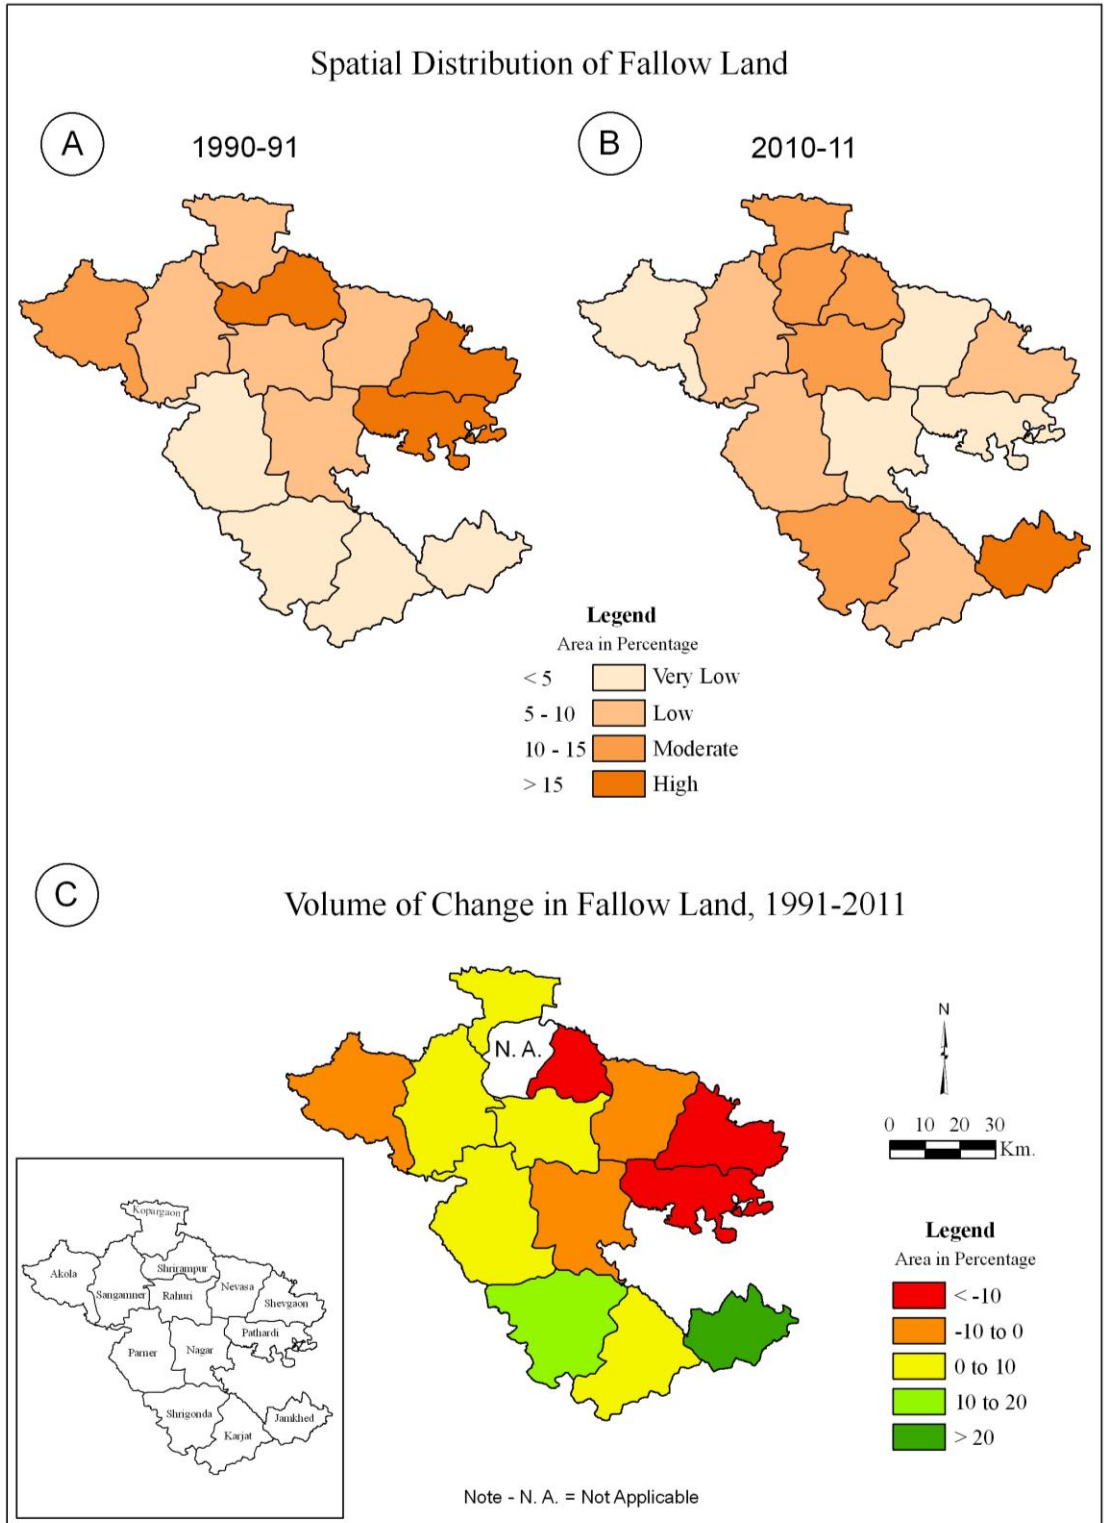 Spatial Distribution of Fallow Land
A
1990-91
B
2010-11
Legend
Area in Percentage
< 5 Very Low
5 - 10 Low
10 - 15 Moderate
> 15 High
C
Volume of Change in Fallow Land, 1991-2011
N. A.
N
0 10 20 30
Km.
Legend
Area in Percentage
< -10
-10 to 0
0 to 10
10 to 20
> 20
Kopargaon
Akola
Shrirampur
Sangamner
Rahuri
Nevasa
Shevgaon
Parner
Nagar
Pathardi
Shrigonda
Karjat
Jamkhed
Note - N. A. = Not Applicable